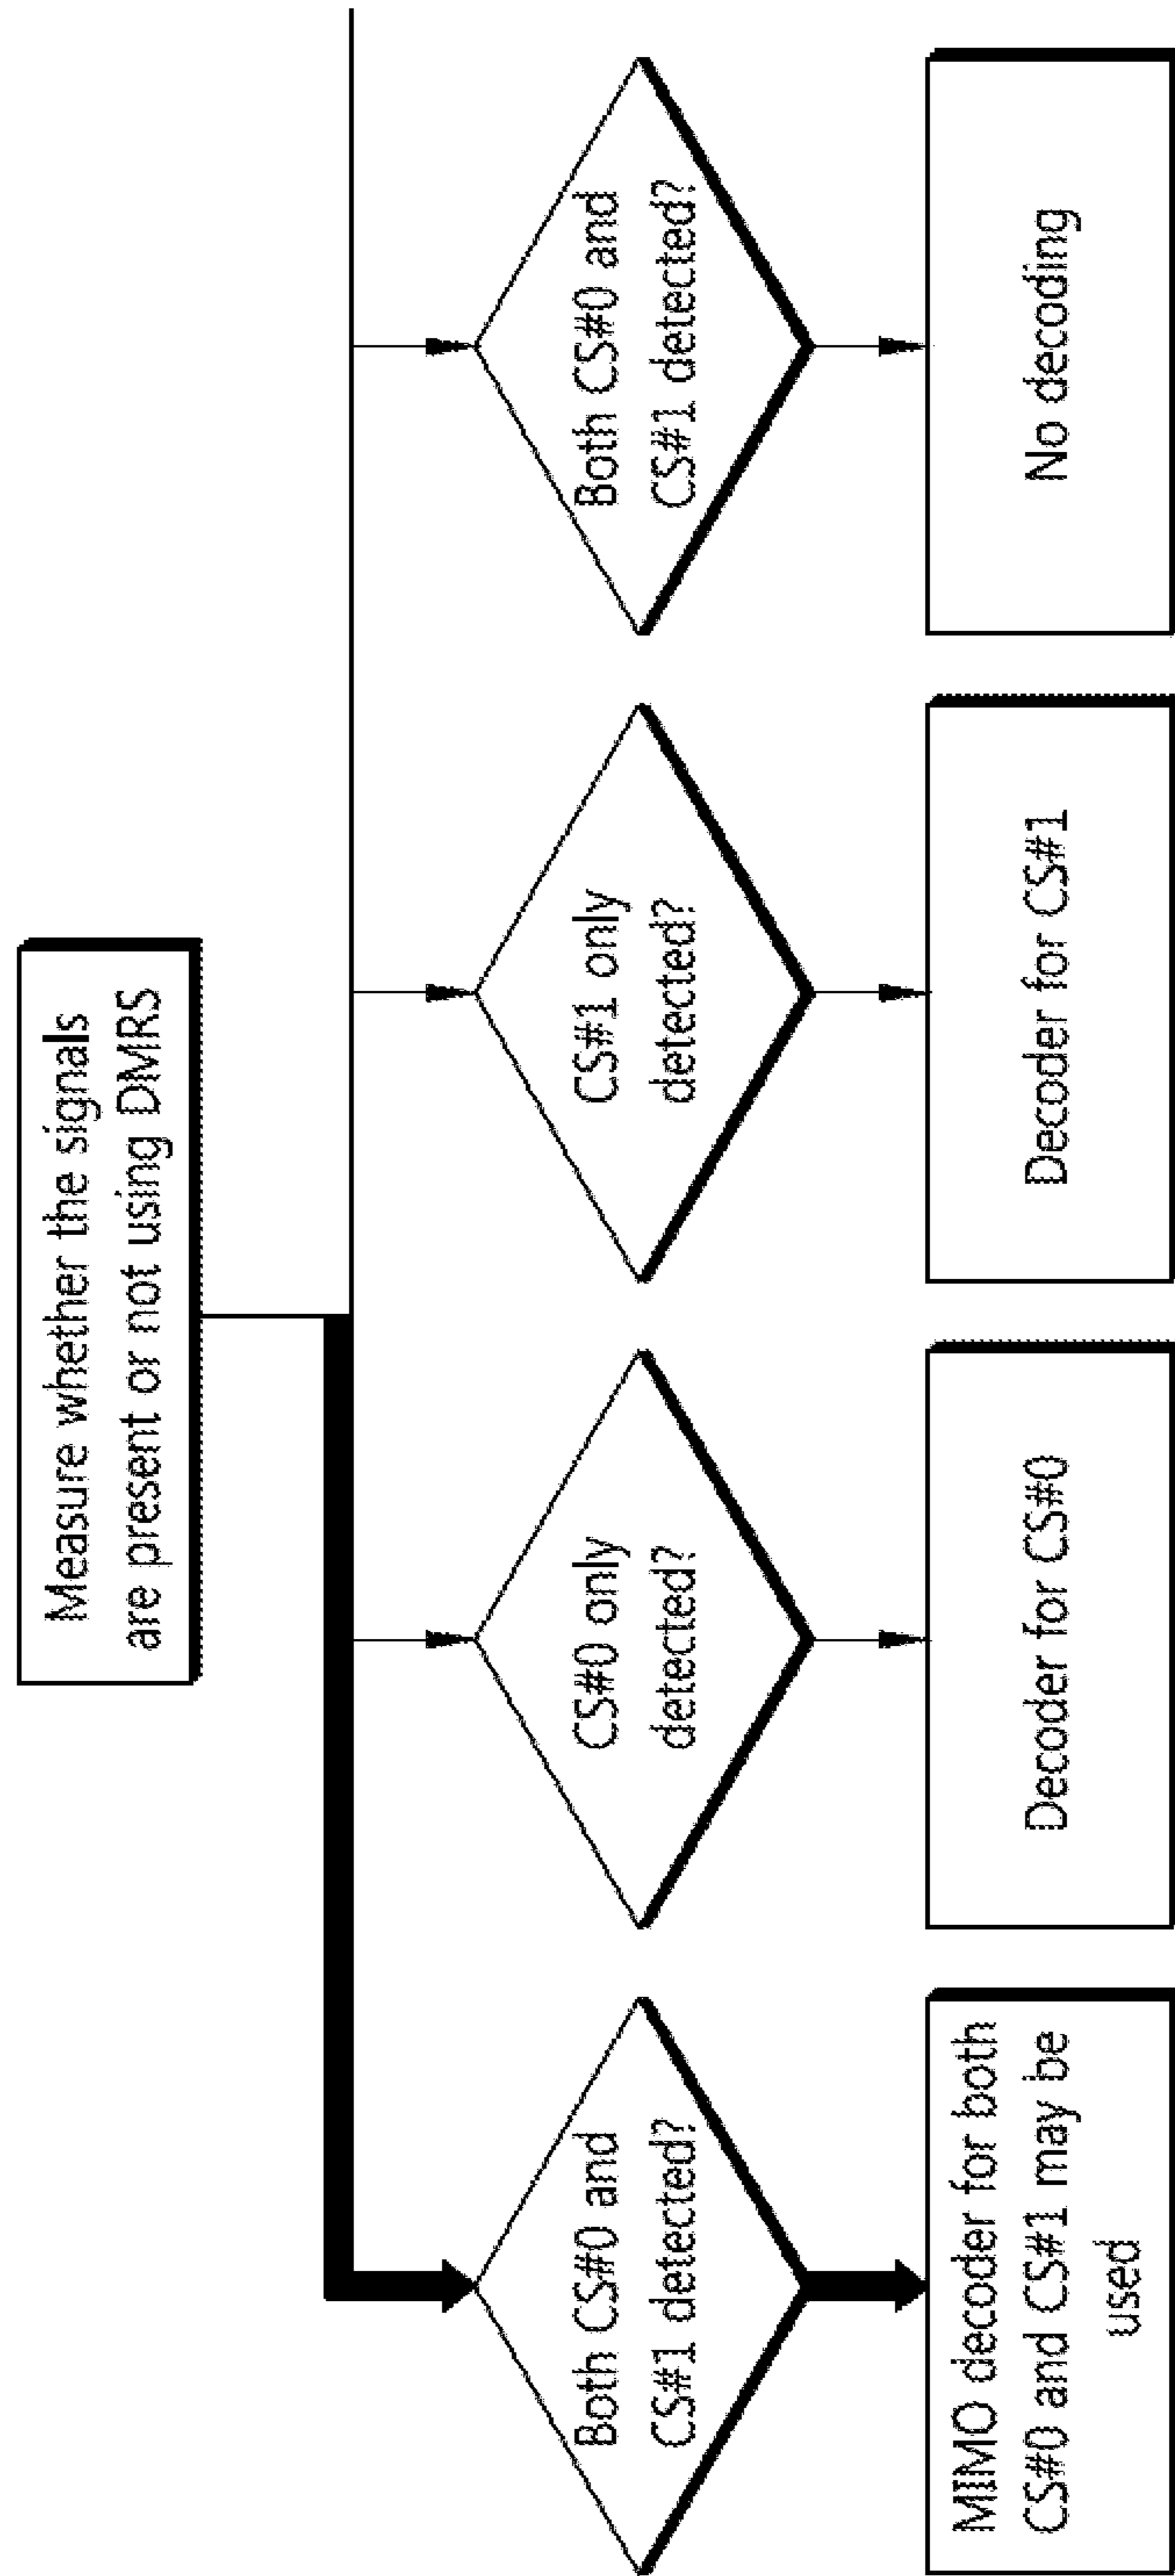 Measure whether the signals
are present or not using DMRS
Both CS#0 and
CS#1 detected?
CS#0 only
detected?
CS#1 only
detected?
Both CS#0 and
CS#1 detected?
MIMO decoder for both
CS#0 and CS#1 may be
used
Decoder for CS#0
Decoder for CS#1
No decoding